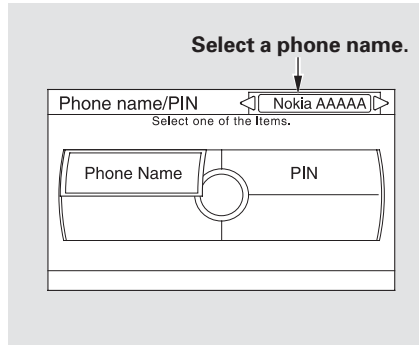 Select a phone name.
Phone name/PIN
Nokia AAAAA
Select one of the Items.
Phone Name
PIN